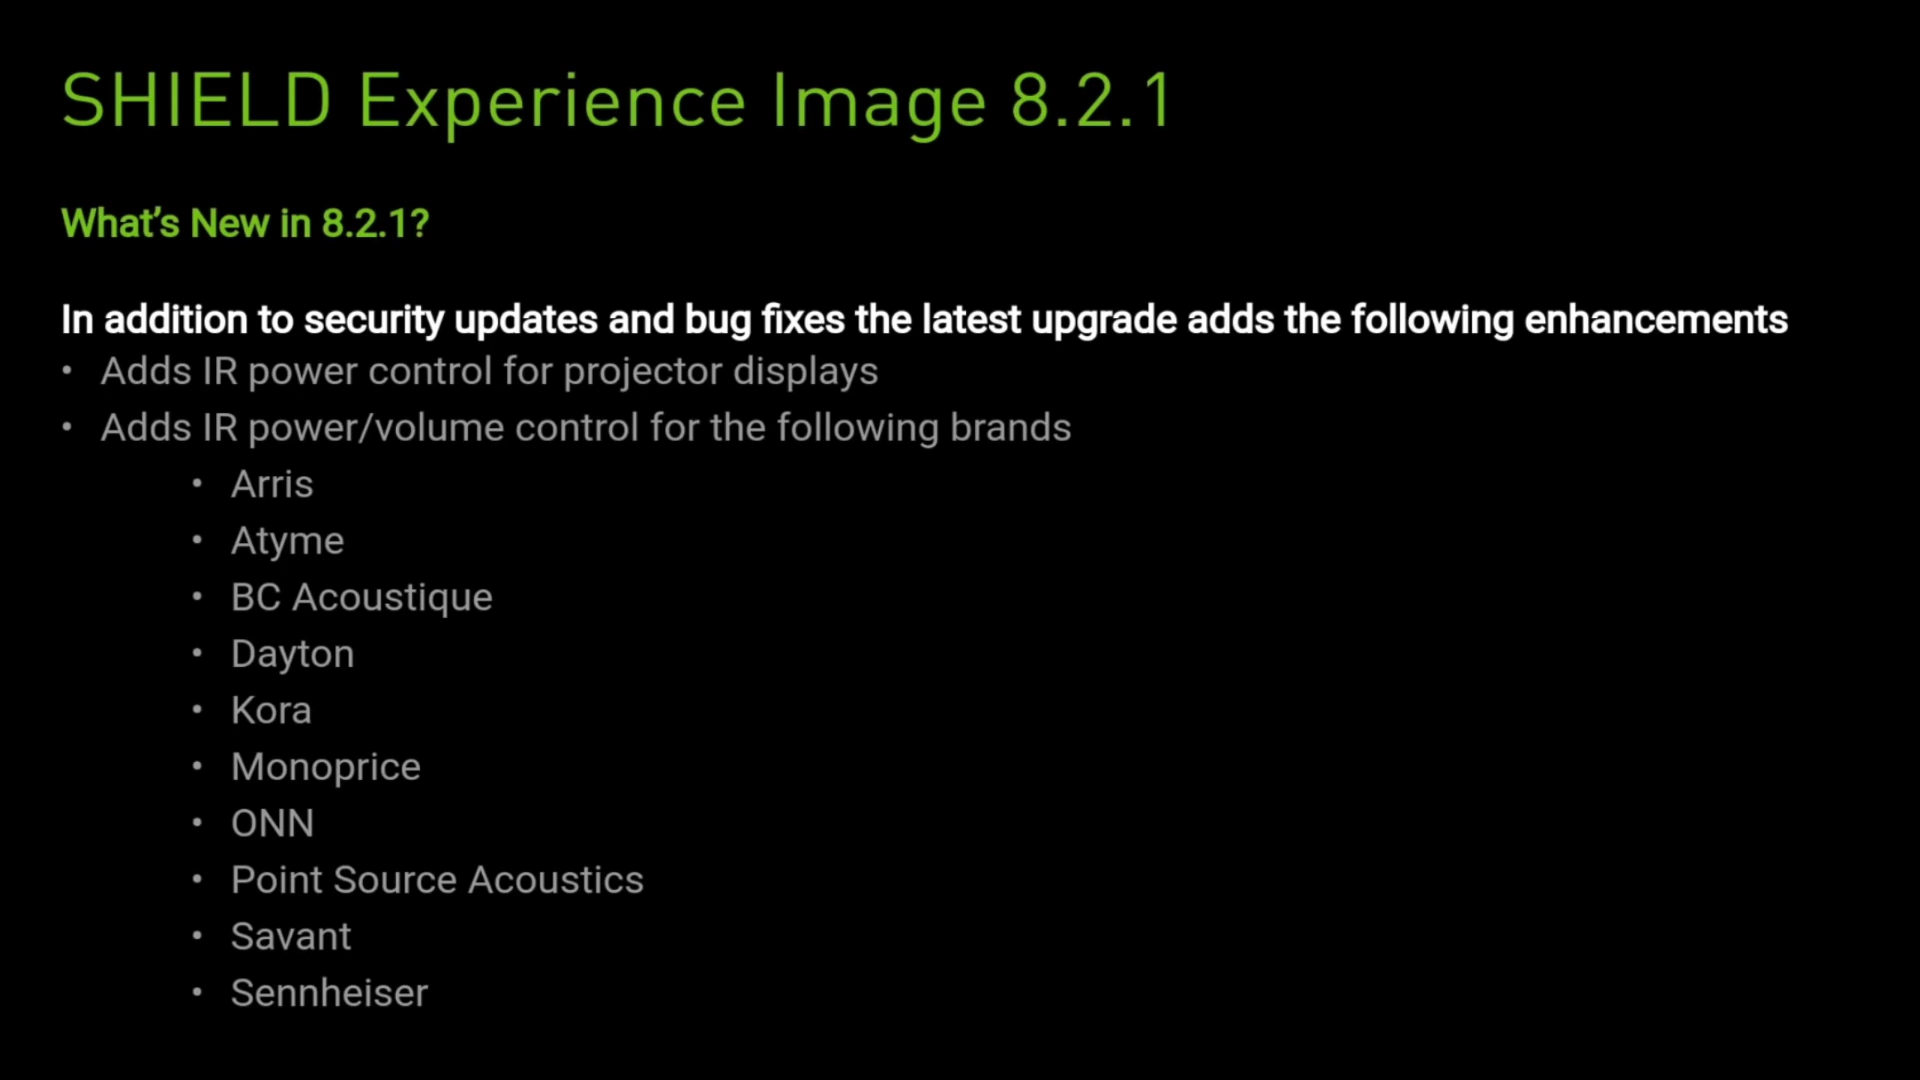 SHIELD Experience Image 8.2.1
What's New in 8.2.1?
In addition to security updates and bug fixes the latest upgrade adds the following enhancements
• Adds IR power control for projector displays
• Adds IR power/volume control for the following brands
• Arris
• Atyme
• BC Acoustique
• Dayton
• Kora
• Monoprice
• ONN
• Point Source Acoustics
• Savant
• Sennheiser